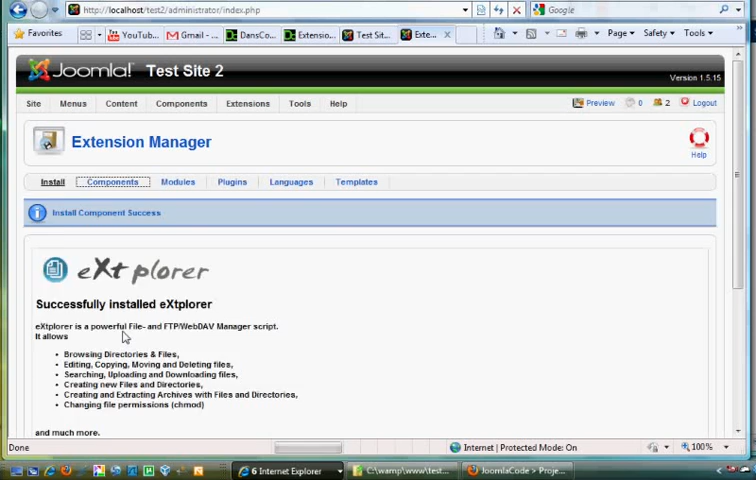 http://localhost/test2/administrator/index.php
Google
Favorites
YouTub...
Gmail - ...
DansCo...
Extensio...
Test Sit...
Exte...
Page
Safety
Tools
Joomla!
Test Site 2
Version 1.5.15
Site
Menus
Content
Components
Extensions
Tools
Help
Preview
0
2
Logout
Extension Manager
Help
Install
Components
Modules
Plugins
Languages
Templates
Install Component Success
eXtplorer
Successfully installed eXtplorer
eXtplorer is a powerful File- and FTP/WebDAV Manager script.
It allows
• Browsing Directories & Files,
• Editing, Copying, Moving and Deleting files,
• Searching, Uploading and Downloading files,
• Creating new Files and Directories,
• Creating and Extracting Archives with Files and Directories,
• Changing file permissions (chmod)
and much more.
Done
Internet | Protected Mode: On
100%
6 Internet Explorer
C:\wamp\www\test...
JoomlaCode > Proje...